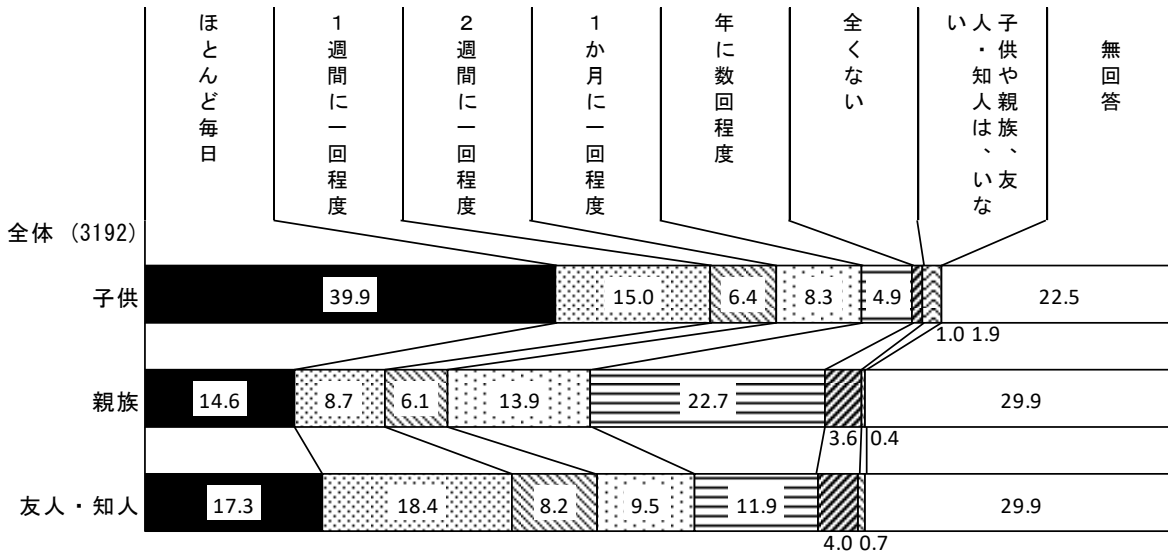 ほとんど毎日
１週間に一回程度
２週間に一回程度
１か月に一回程度
年に数回程度
全くない
子供や親族、友
人・知人は、いな
い
無回答
全体 (3192)
子供 39.9 15.0 6.4 8.3 4.9 22.5
1.0 1.9
親族 14.6 8.7 6.1 13.9 22.7 29.9
3.6 0.4
友人・知人 17.3 18.4 8.2 9.5 11.9 29.9
4.0 0.7